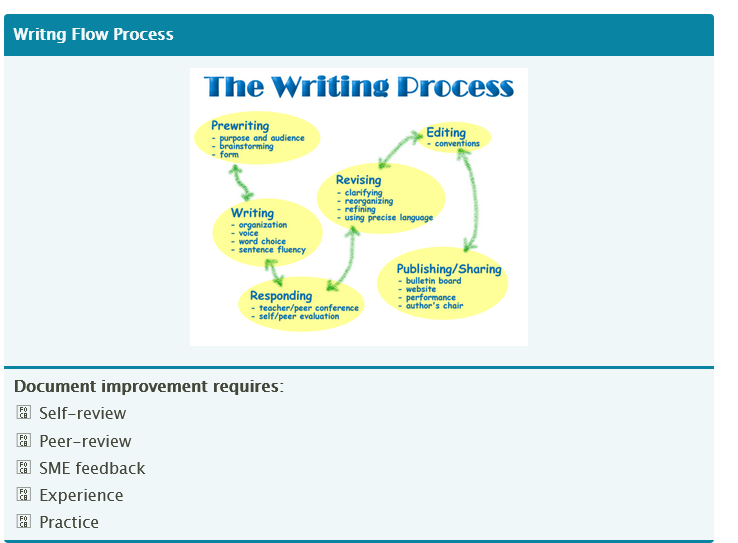 Writng Flow Process
The Writing Process
Prewriting
- purpose and audience
- brainstorming
- form
Writing
- organization
- voice
- word choice
- sentence fluency
Responding
- teacher/peer conference
- self/peer evaluation
Revising
- clarifying
- reorganizing
- refining
- using precise language
Editing
- conventions
Publishing/Sharing
- bulletin board
- website
- performance
- author's chair
Document improvement requires:
Self-review
Peer-review
SME feedback
Experience
Practice